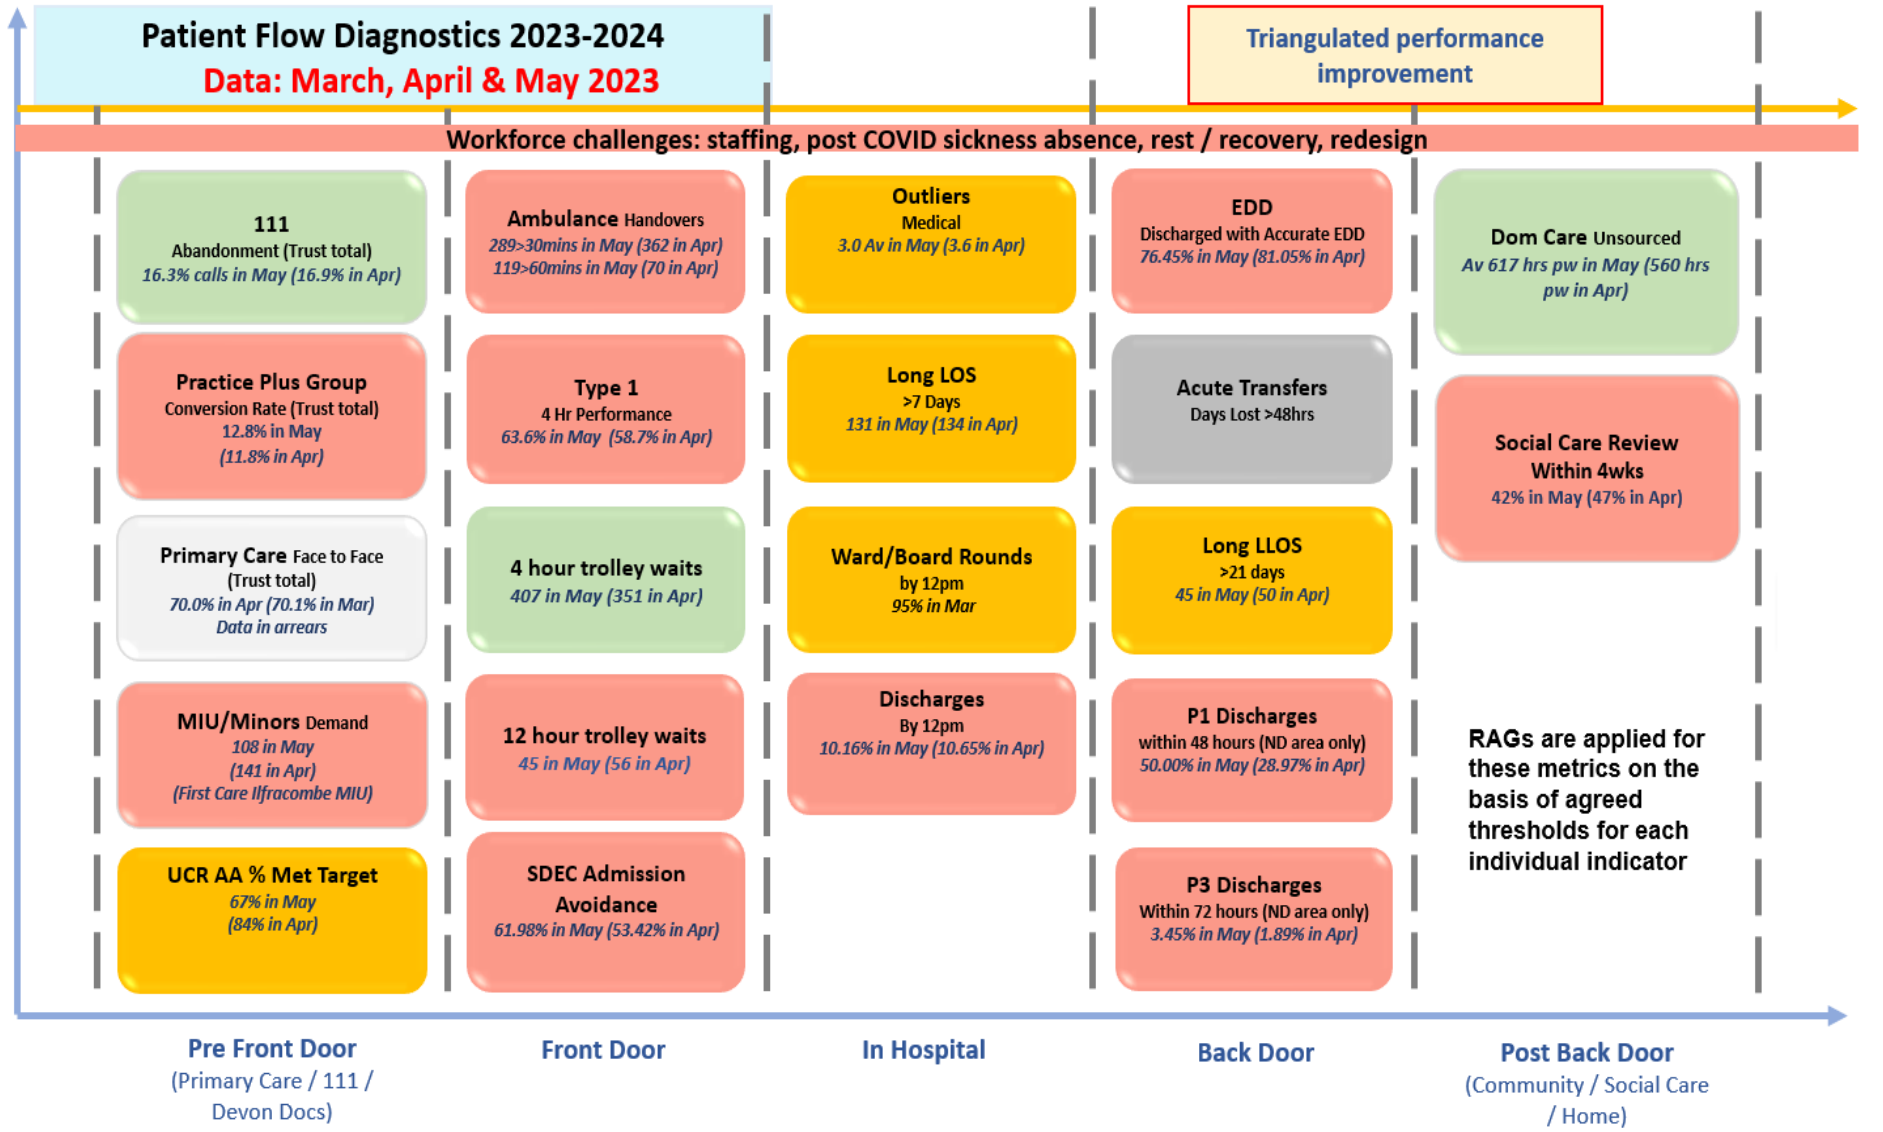 Patient Flow Diagnostics 2023-2024
Data: March, April & May 2023
Triangulated performance
improvement
Workforce challenges: staffing, post COVID sickness absence, rest / recovery, redesign
111
Abandonment (Trust total)
16.3% calls in May (16.9% in Apr)
Practice Plus Group
Conversion Rate (Trust total)
12.8% in May
(11.8% in Apr)
Primary Care Face to Face
(Trust total)
70.0% in Apr (70.1% in Mar)
Data in arrears
MIU/Minors Demand
108 in May
(141 in Apr)
(First Care Ilfracombe MIU)
UCR AA % Met Target
67% in May
(84% in Apr)
Ambulance Handovers
289>30mins in May (362 in Apr)
119>60mins in May (70 in Apr)
Type 1
4 Hr Performance
63.6% in May (58.7% in Apr)
4 hour trolley waits
407 in May (351 in Apr)
12 hour trolley waits
45 in May (56 in Apr)
SDEC Admission
Avoidance
61.98% in May (53.42% in Apr)
Outliers
Medical
3.0 Av in May (3.6 in Apr)
Long LOS
>7 Days
131 in May (134 in Apr)
Ward/Board Rounds
by 12pm
95% in Mar
Discharges
By 12pm
10.16% in May (10.65% in Apr)
EDD
Discharged with Accurate EDD
76.45% in May (81.05% in Apr)
Acute Transfers
Days Lost >48hrs
Long LLOS
>21 days
45 in May (50 in Apr)
P1 Discharges
within 48 hours (ND area only)
50.00% in May (28.97% in Apr)
P3 Discharges
Within 72 hours (ND area only)
3.45% in May (1.89% in Apr)
Dom Care Unsourced
Av 617 hrs pw in May (560 hrs
pw in Apr)
Social Care Review
Within 4wks
42% in May (47% in Apr)
RAGs are applied for
these metrics on the
basis of agreed
thresholds for each
individual indicator
Pre Front Door
(Primary Care / 111 /
Devon Docs)
Front Door
In Hospital
Back Door
Post Back Door
(Community / Social Care
/ Home)